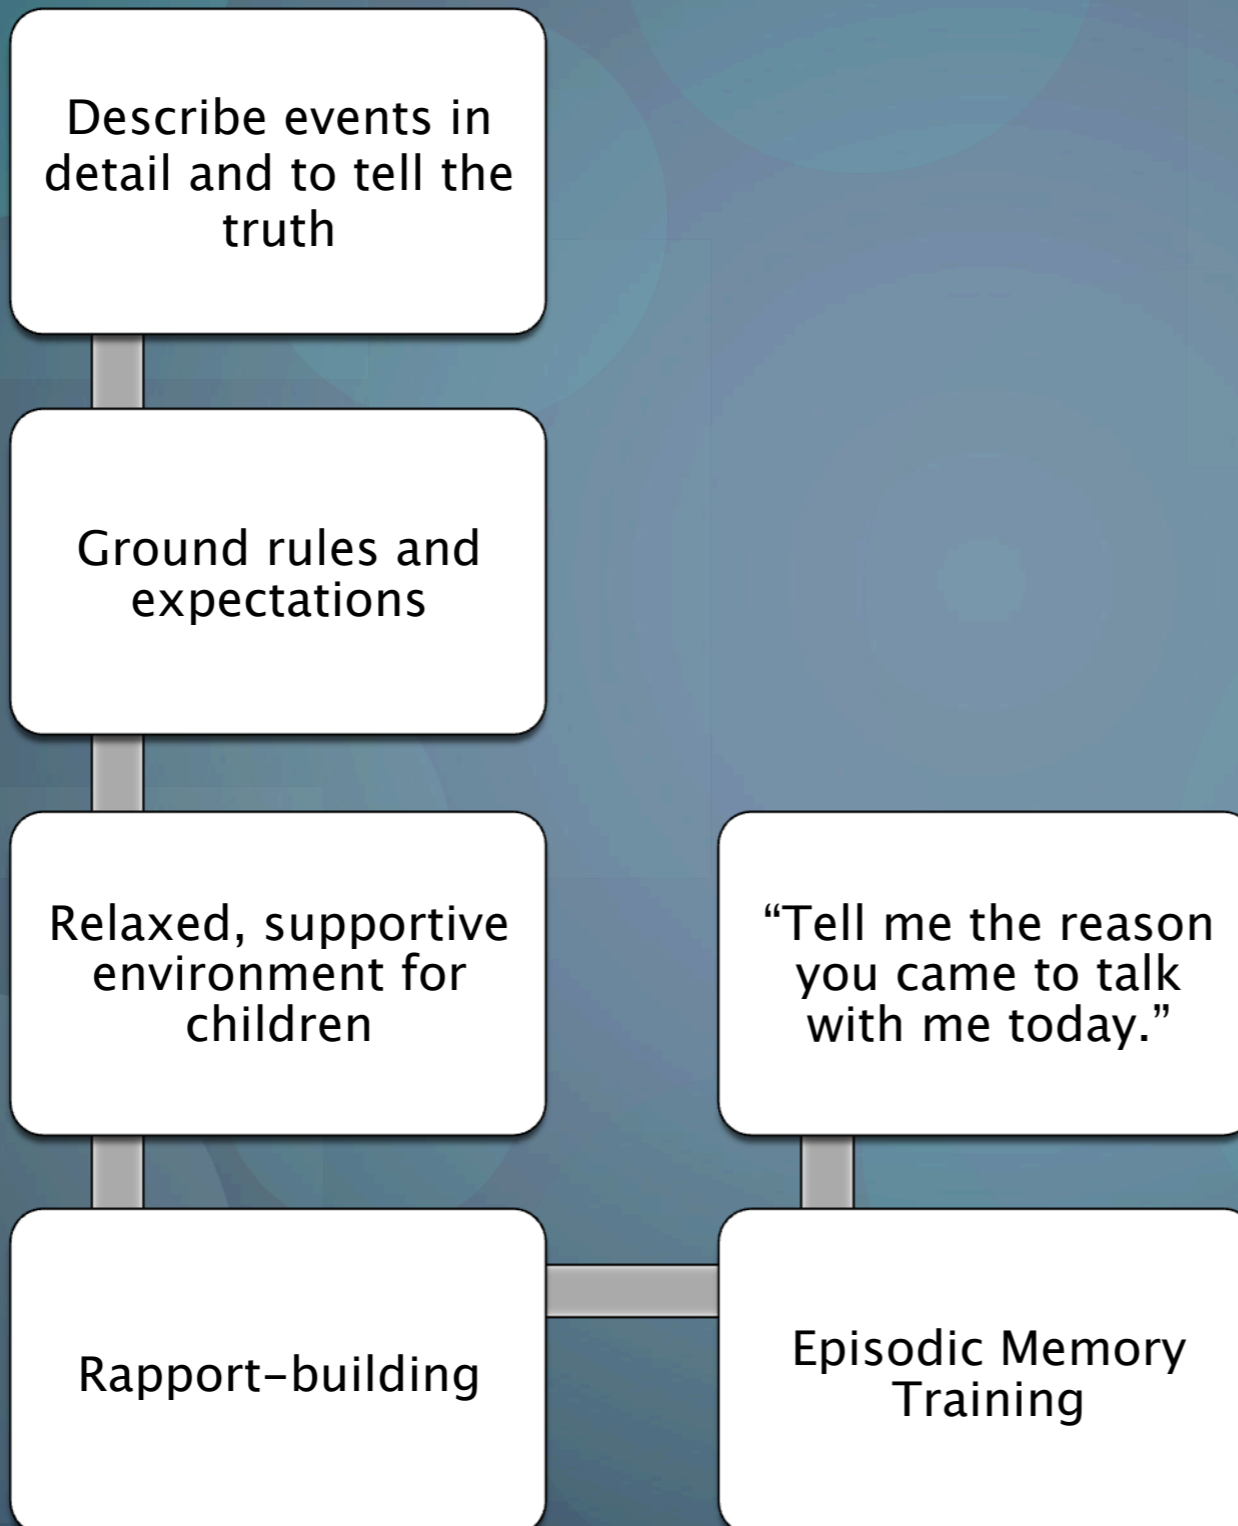 Describe events in
detail and to tell the
truth
Ground rules and
expectations
Relaxed, supportive
environment for
children
Rapport-building
Episodic Memory
Training
“Tell me the reason
you came to talk
with me today.”